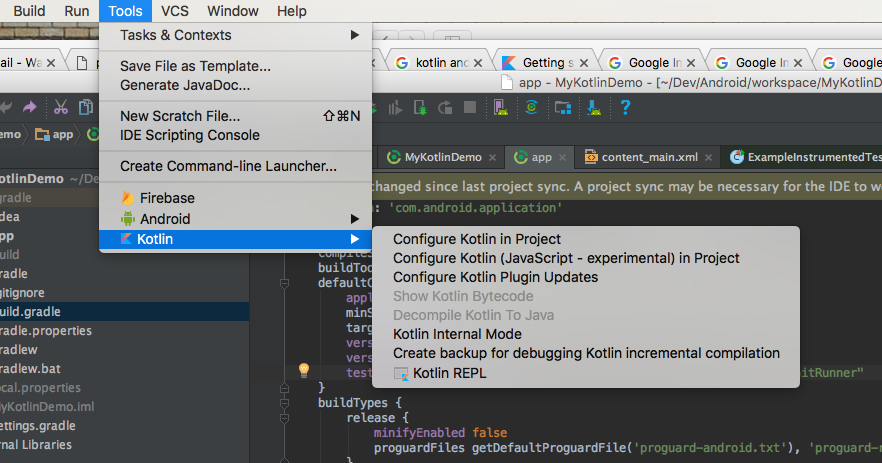 Build Run Tools VCS Window Help
Tasks & Contexts
Save File as Template...
Generate JavaDoc...
New Scratch File... ⇧⌘N
IDE Scripting Console
Create Command-line Launcher...
Firebase
Android
Kotlin
Configure Kotlin in Project
Configure Kotlin (JavaScript - experimental) in Project
Configure Kotlin Plugin Updates
Show Kotlin Bytecode
Decompile Kotlin To Java
Kotlin Internal Mode
Create backup for debugging Kotlin incremental compilation
Kotlin REPL
ail - Wa
kotlin and
Getting s
Google In
Google In
Google
app - MyKotlinDemo - [~/Dev/Android/workspace/MyKotlinD
emo app
MyKotlinDemo app content_main.xml ExampleInstrumentedTes
changed since last project sync. A project sync may be necessary for the IDE to wo
: 'com.android.application'
buildToo
defaultC
appl
minS
targ
vers
vers
test itRunner"
}
buildTypes {
release {
minifyEnabled false
proguardFiles getDefaultProguardFile('proguard-android.txt'), 'proguard-r
}
otlinDemo ~/De
gradle
dea
pp
uild
radle
gitignore
uild.gradle
radle.properties
radlew
radlew.bat
ocal.properties
MyKotlinDemo.iml
ettings.gradle
rnal Libraries